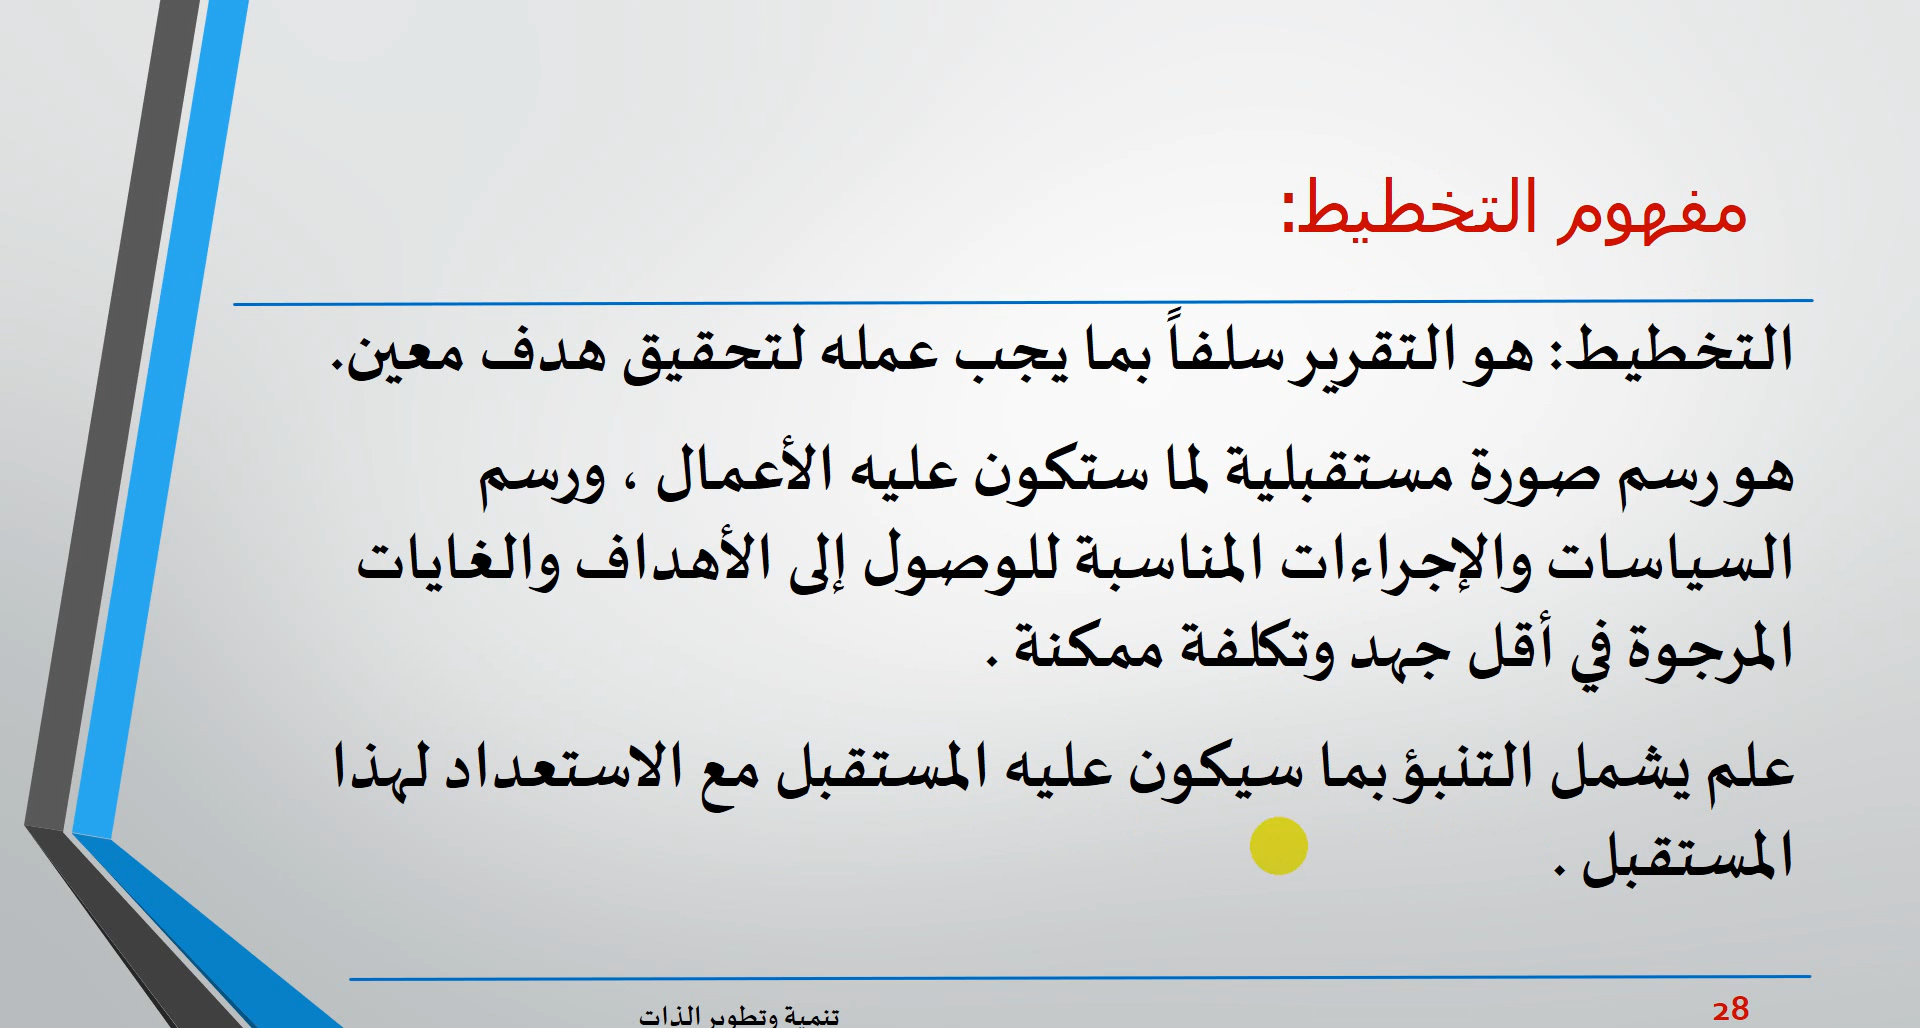 مفهوم التخطيط:
التخطيط: هو التقرير سلفاً بما يجب عمله لتحقيق هدف معين.
هو رسم صورة مستقبلية لما ستكون عليه الأعمال ، ورسم
السياسات والإجراءات المناسبة للوصول إلى الأهداف والغايات
المرجوة في أقل جهد وتكلفة ممكنة .
علم يشمل التنبؤ بما سيكون عليه المستقبل مع الاستعداد لهذا
المستقبل .
28
تنمية وتطوير الذات